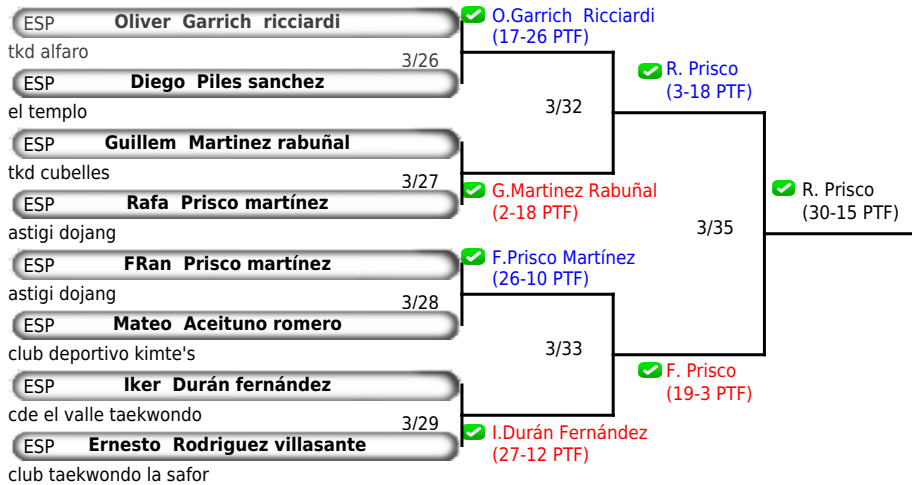 ESP Oliver Garrich ricciardi
tkd alfaro
3/26
ESP Diego Piles sanchez
el templo
ESP Guillem Martinez rabuñal
tkd cubelles
3/27
ESP Rafa Prisco martínez
astigi dojang
ESP FRan Prisco martínez
astigi dojang
3/28
ESP Mateo Aceituno romero
club deportivo kimte's
ESP Iker Durán fernández
cde el valle taekwondo
3/29
ESP Ernesto Rodriguez villasante
club taekwondo la safor
O.Garrich Ricciardi
(17-26 PTF)
3/32
G.Martinez Rabuñal
(2-18 PTF)
F.Prisco Martínez
(26-10 PTF)
3/33
I.Durán Fernández
(27-12 PTF)
R. Prisco
(3-18 PTF)
3/35
F. Prisco
(19-3 PTF)
R. Prisco
(30-15 PTF)